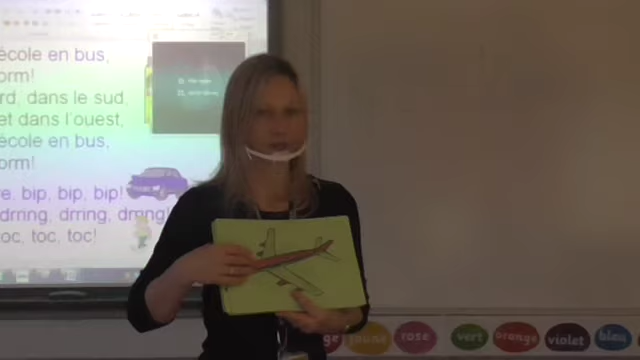 école en bus,
orm!
rd, dans le sud,
et dans l'ouest,
école en bus,
orm!
e, bip, bip, bip!
drring, drring, drring!
oc, toc, toc!
ge jaune rose vert orange violet bleu